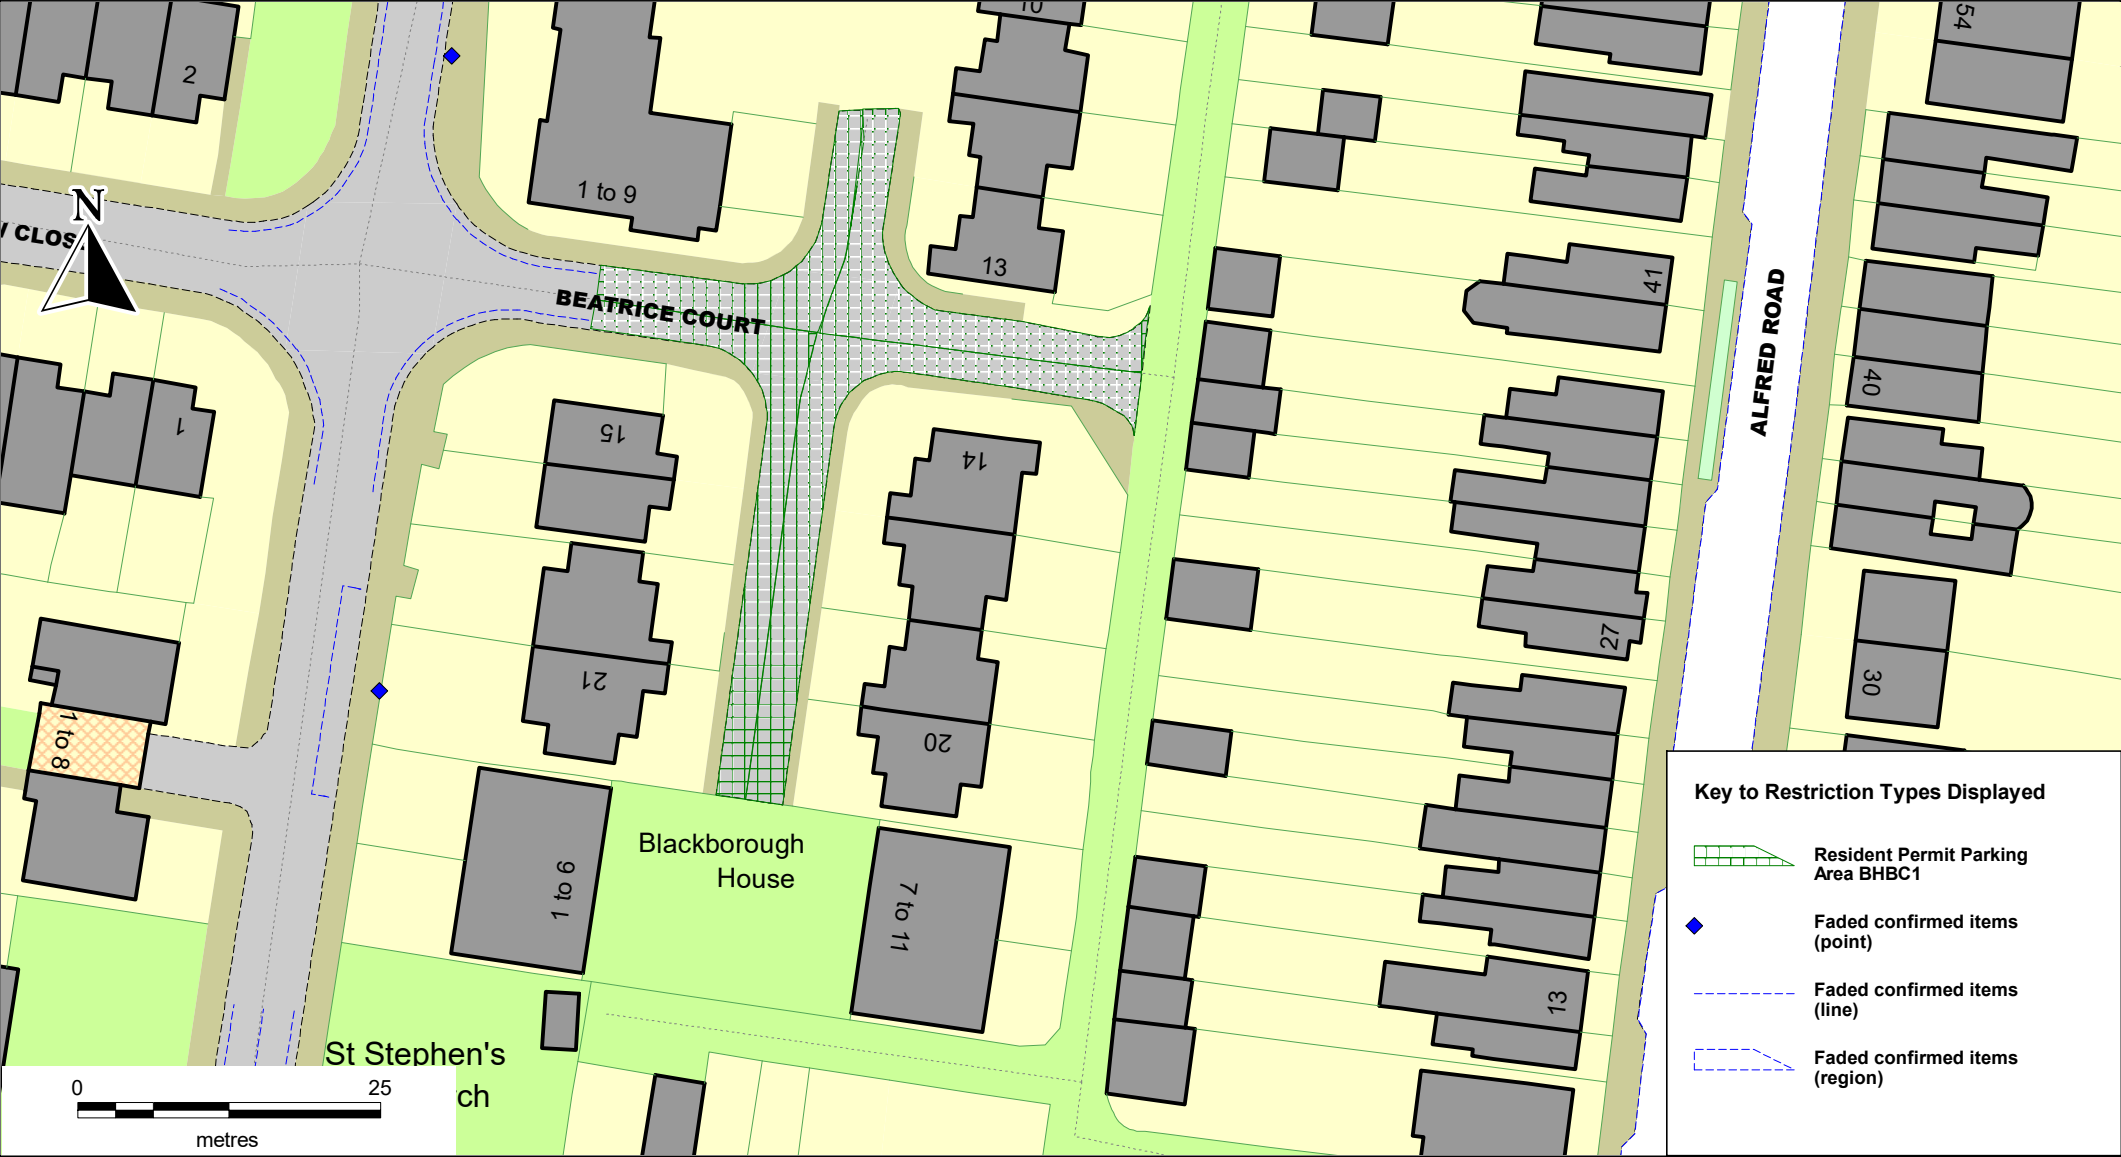 10
54
2
1 to 9
N
CLOS
13
BEATRICE COURT
41
ALFRED ROAD
40
1
15
14
27
30
21
20
1 to 8
Blackborough
House
1 to 6
7 to 11
13
St Stephen's
ch
0 25
metres
Key to Restriction Types Displayed
Resident Permit Parking
Area BHBC1
Faded confirmed items
(point)
Faded confirmed items
(line)
Faded confirmed items
(region)